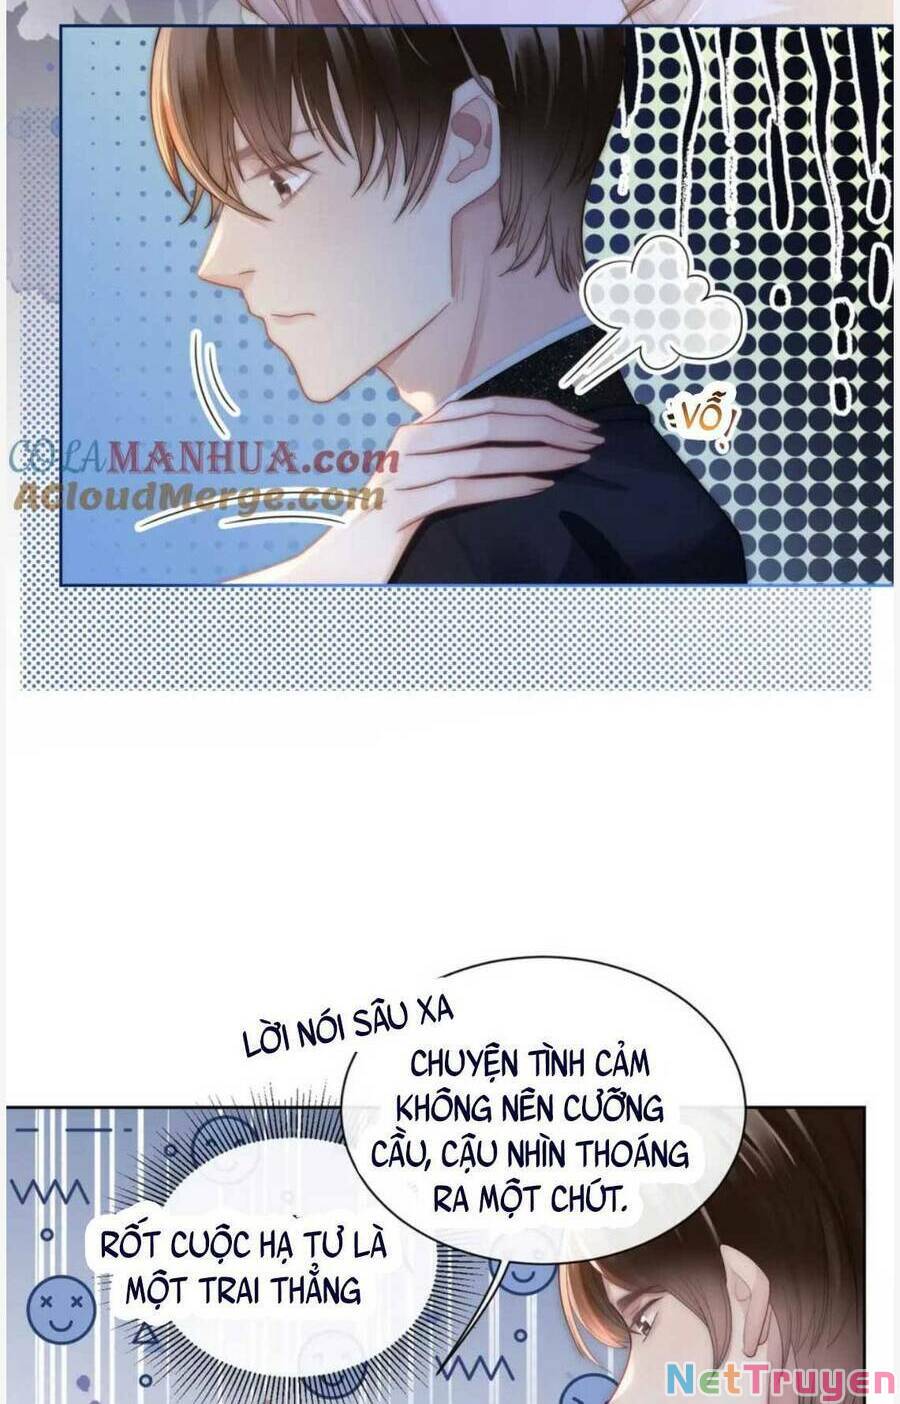 VỖ!
COLAMANHUA.com
ACloudMerge.com
LỜI NÓI SÂU XA
CHUYỆN TÌNH CẢM
KHÔNG NÊN CƯỠNG
CẦU, CẬU NHÌN THOÁNG
RA MỘT CHÚT.
RỐT CUỘC HẠ TƯ LÀ
MỘT TRAI THẲNG
NetTruyen